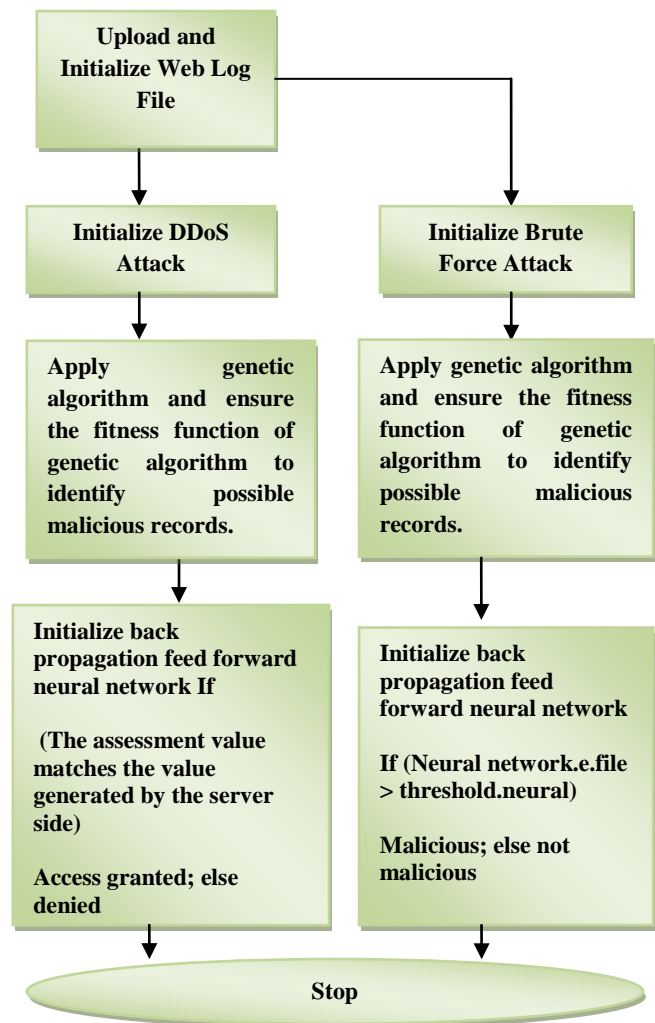 Upload and
Initialize Web Log
File
Initialize DDoS
Attack
Initialize Brute
Force Attack
Apply genetic
algorithm and ensure
the fitness function of
genetic algorithm to
identify possible
malicious records.
Apply genetic algorithm
and ensure the fitness
function of genetic
algorithm to identify
possible malicious
records.
Initialize back
propagation feed forward
neural network If
(The assessment value
matches the value
generated by the server
side)
Access granted; else
denied
Initialize back
propagation feed
forward neural network
If (Neural network.e.file
> threshold.neural)
Malicious; else not
malicious
Stop